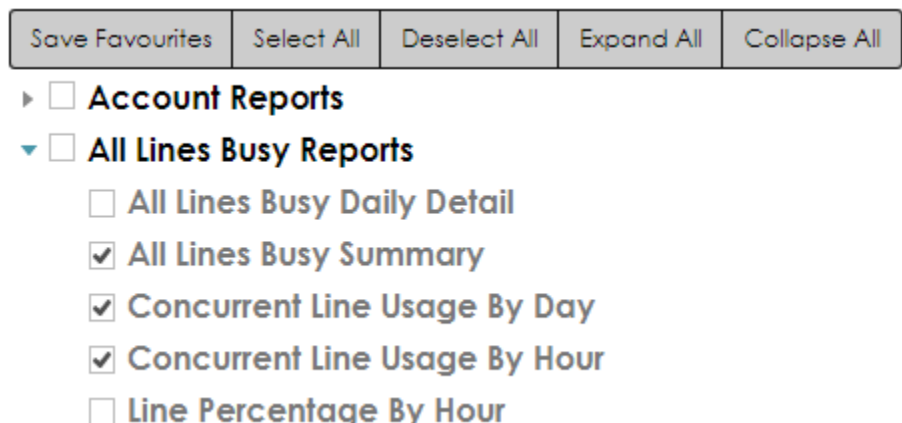 Save Favourites Select All Deselect All Expand All Collapse All
Account Reports
All Lines Busy Reports
All Lines Busy Daily Detail
All Lines Busy Summary
Concurrent Line Usage By Day
Concurrent Line Usage By Hour
Line Percentage By Hour